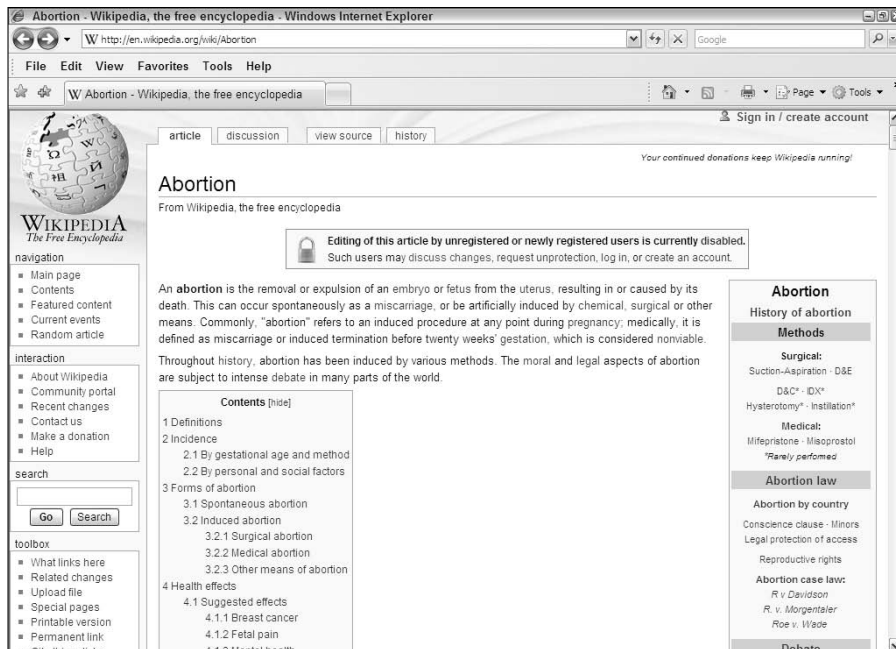 Abortion - Wikipedia, the free encyclopedia - Windows Internet Explorer
W http://en.wikipedia.org/wiki/Abortion
Google
File Edit View Favorites Tools Help
W Abortion - Wikipedia, the free encyclopedia
Page Tools
Sign in / create account
article discussion view source history
Your continued donations keep Wikipedia running!
WIKIPEDIA
The Free Encyclopedia
navigation
Main page
Contents
Featured content
Current events
Random article
interaction
About Wikipedia
Community portal
Recent changes
Contact us
Make a donation
Help
search
Go Search
toolbox
What links here
Related changes
Upload file
Special pages
Printable version
Permanent link
Abortion
From Wikipedia, the free encyclopedia
Editing of this article by unregistered or newly registered users is currently disabled.
Such users may discuss changes, request unprotection, log in, or create an account.
An abortion is the removal or expulsion of an embryo or fetus from the uterus, resulting in or caused by its
death. This can occur spontaneously as a miscarriage, or be artificially induced by chemical, surgical or other
means. Commonly, "abortion" refers to an induced procedure at any point during pregnancy; medically, it is
defined as miscarriage or induced termination before twenty weeks' gestation, which is considered nonviable.
Throughout history, abortion has been induced by various methods. The moral and legal aspects of abortion
are subject to intense debate in many parts of the world.
Contents [hide]
1 Definitions
2 Incidence
2.1 By gestational age and method
2.2 By personal and social factors
3 Forms of abortion
3.1 Spontaneous abortion
3.2 Induced abortion
3.2.1 Surgical abortion
3.2.2 Medical abortion
3.2.3 Other means of abortion
4 Health effects
4.1 Suggested effects
4.1.1 Breast cancer
4.1.2 Fetal pain
4.1.3 Mental health
Abortion
History of abortion
Methods
Surgical:
Suction-Aspiration · D&E
D&C* · IDX*
Hysterotomy* · Instillation*
Medical:
Mifepristone · Misoprostol
*Rarely performed
Abortion law
Abortion by country
Conscience clause · Minors
Legal protection of access
Reproductive rights
Abortion case law:
R v Davidson
R. v. Morgentaler
Roe v. Wade
Debate